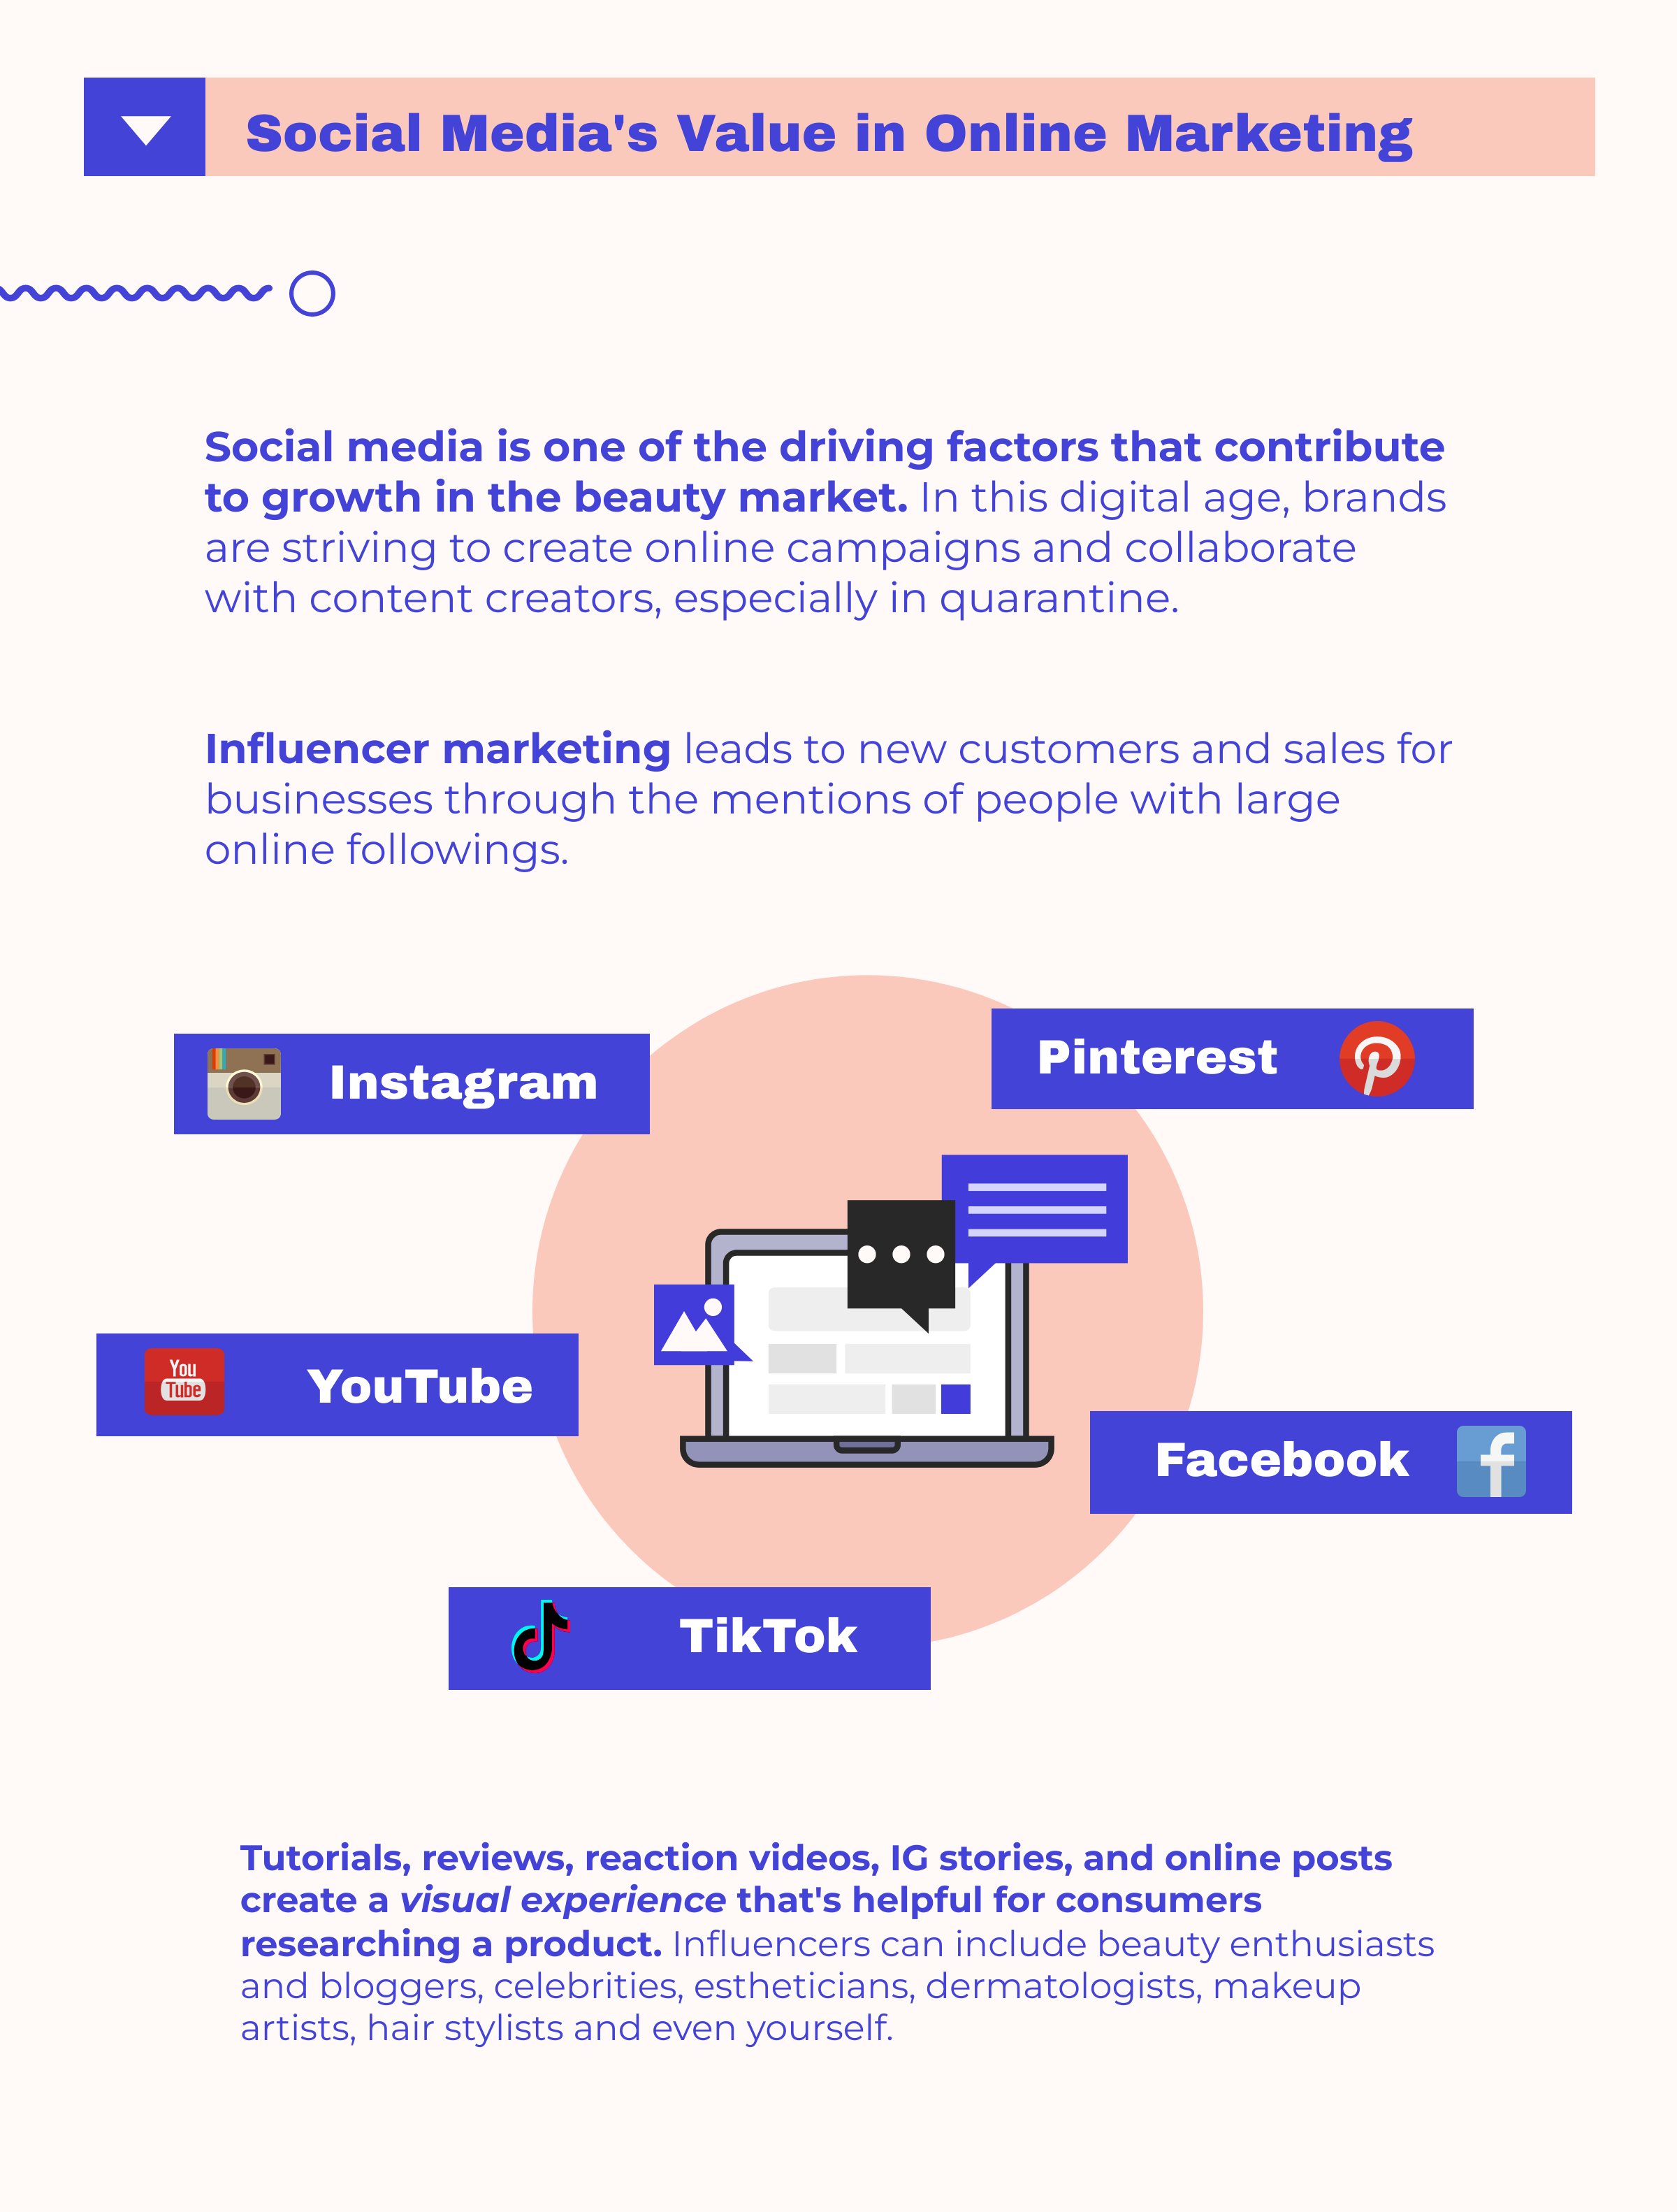 Social Media's Value in Online Marketing
Social media is one of the driving factors that contribute
to growth in the beauty market. In this digital age, brands
are striving to create online campaigns and collaborate
with content creators, especially in quarantine.
Influencer marketing leads to new customers and sales for
businesses through the mentions of people with large
online followings.
Instagram
Pinterest
You
Tube
YouTube
Facebook
TikTok
Tutorials, reviews, reaction videos, IG stories, and online posts
create a visual experience that's helpful for consumers
researching a product. Influencers can include beauty enthusiasts
and bloggers, celebrities, estheticians, dermatologists, makeup
artists, hair stylists and even yourself.